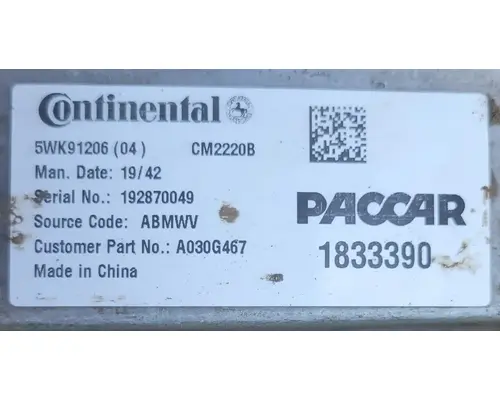 Continental
5WK91206 (04 ) CM2220B
Man. Date: 19/42
Serial No.: 192870049
Source Code: ABMWV
Customer Part No.: A030G467
Made in China
PACCAR
1833390